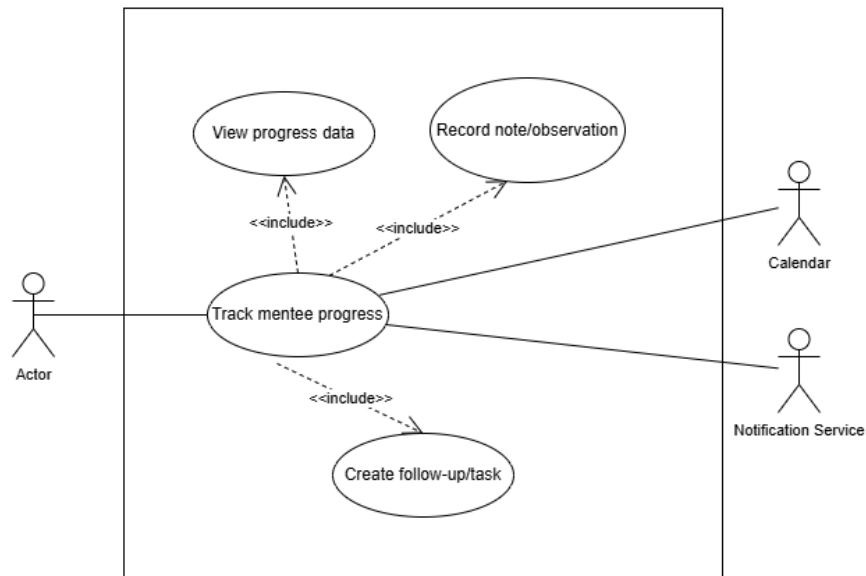 View progress data
Record note/observation
<<include>>
<<include>>
Calendar
Track mentee progress
Actor
<<include>>
Notification Service
Create follow-up/task